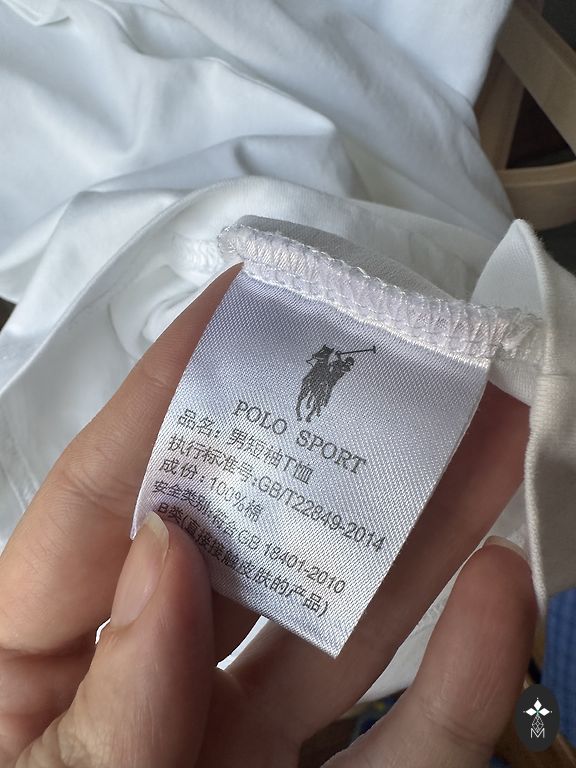 POLO SPORT
品名: 男短袖T恤
执行标准号:GB/T22849-2014
成份: 100%棉
安全类别符合GB 18401-2010
B类(直接接触皮肤的产品)
M